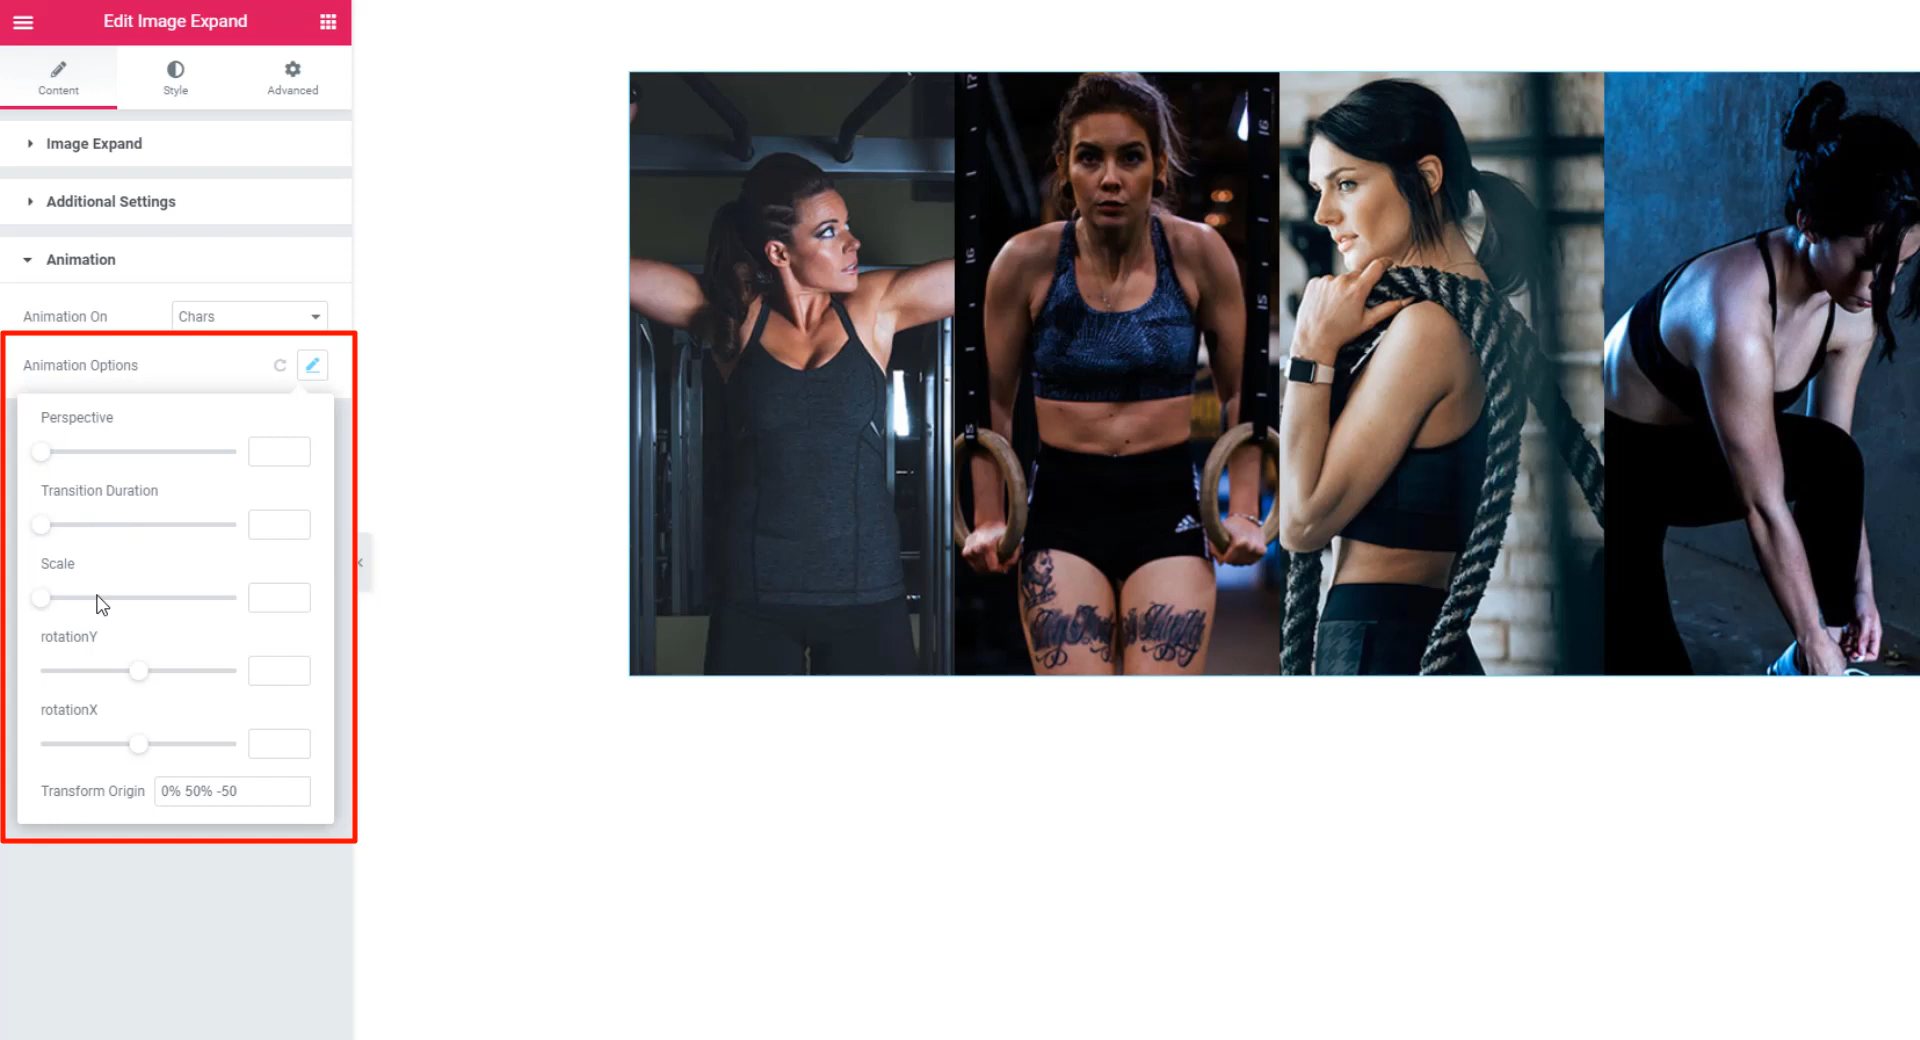 Edit Image Expand
Content
Style
Advanced
Image Expand
Additional Settings
Animation
Animation On
Chars
Animation Options
Perspective
Transition Duration
Scale
rotationY
rotationX
Transform Origin
0% 50% -50